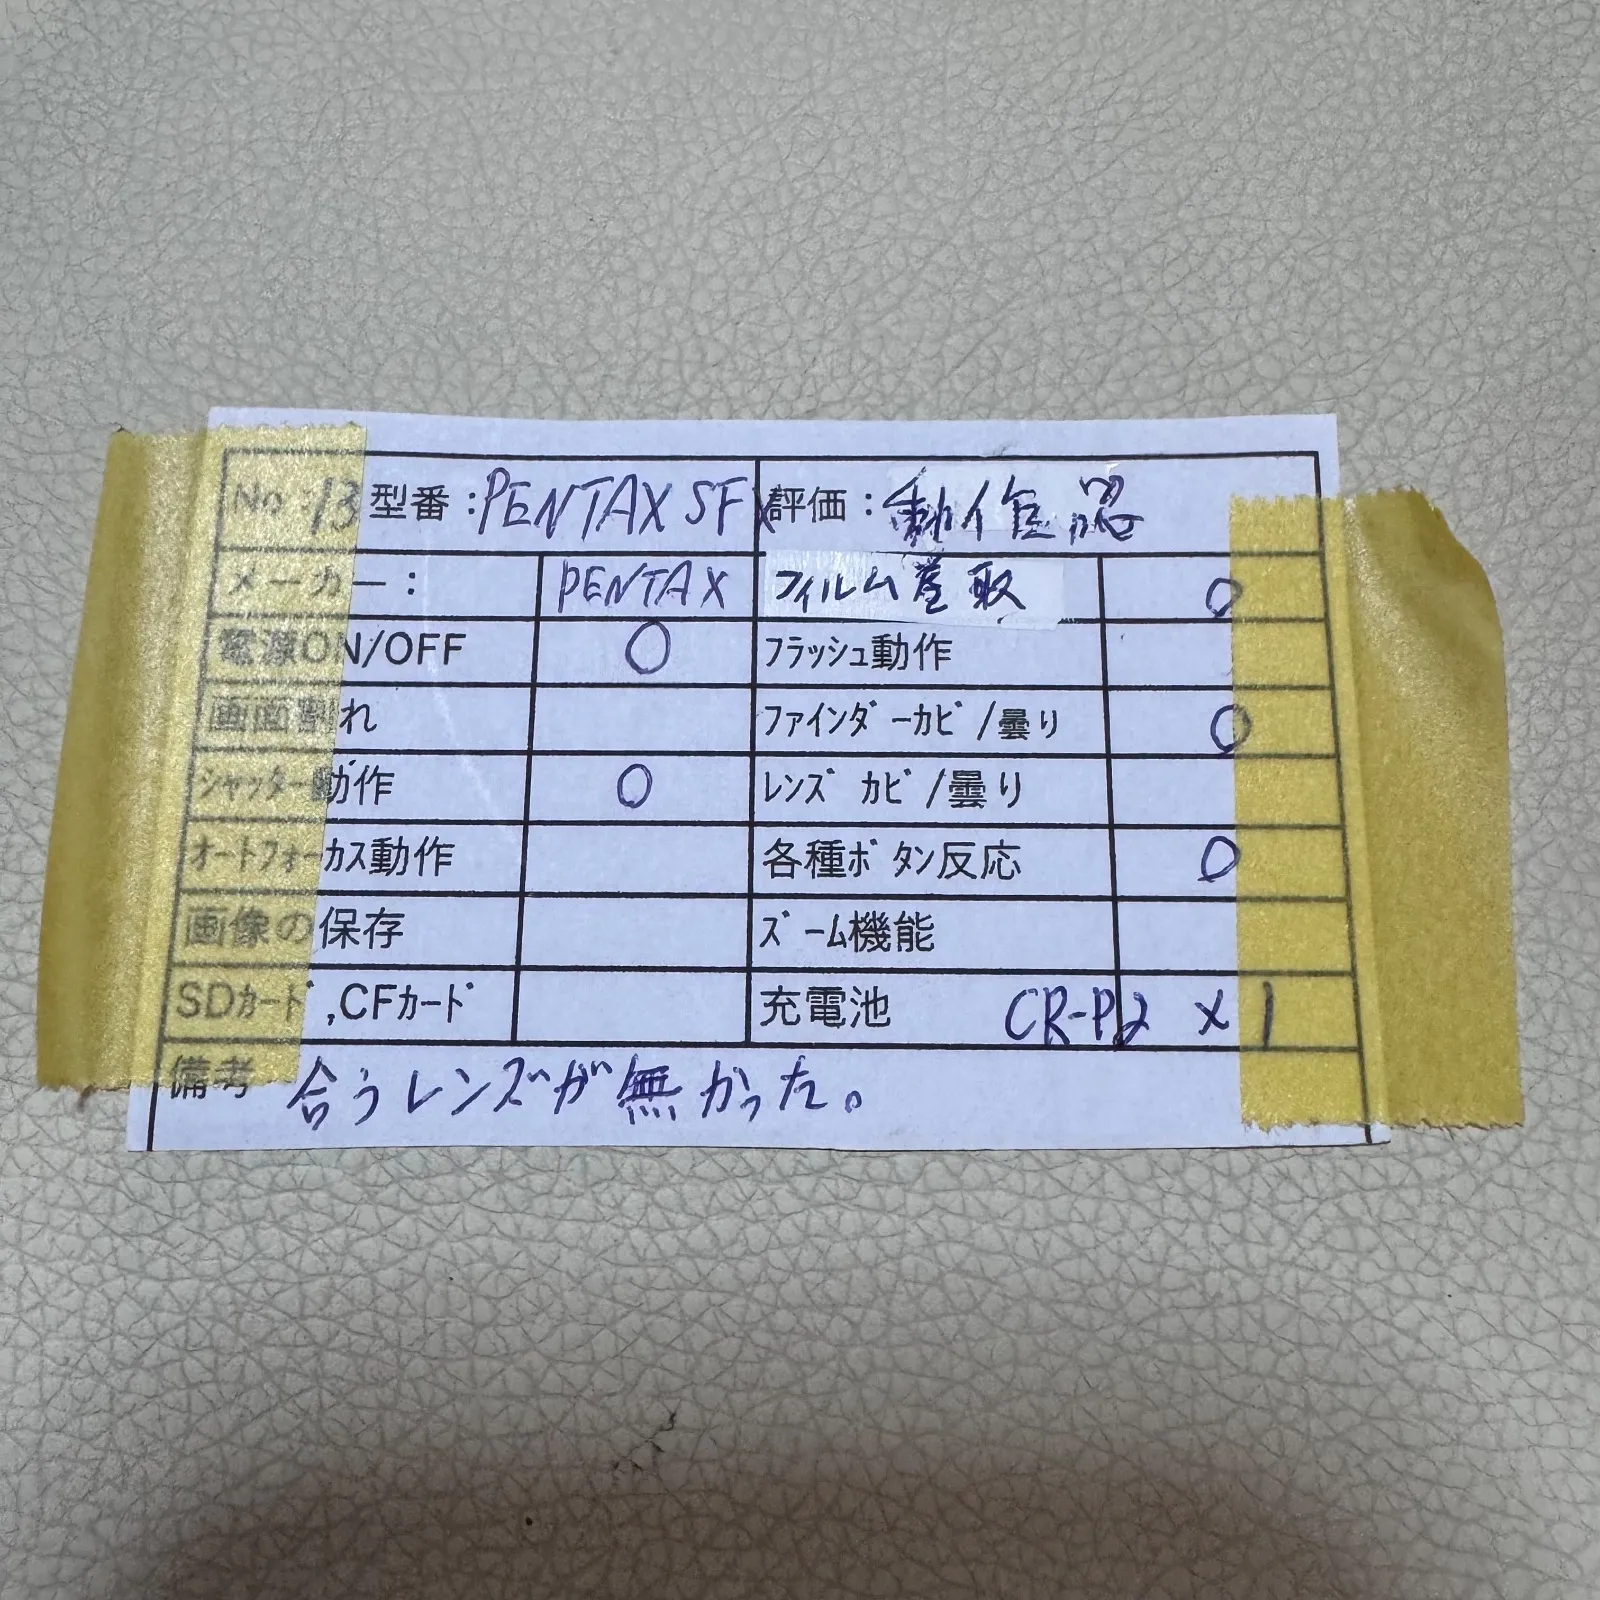 No:13 型番:PENTAX SFX 評価:動作確認
メーカー: PENTAX フィルム巻取 ○
電源ON/OFF ○ フラッシュ動作
画面割れ ファインダーカビ/曇り ○
シャッター動作 ○ レンズカビ/曇り
オートフォーカス動作 各種ボタン反応 ○
画像の保存 ズーム機能
SDカード,CFカード 充電池 CR-P2 ×1
備考 合うレンズが無かった。